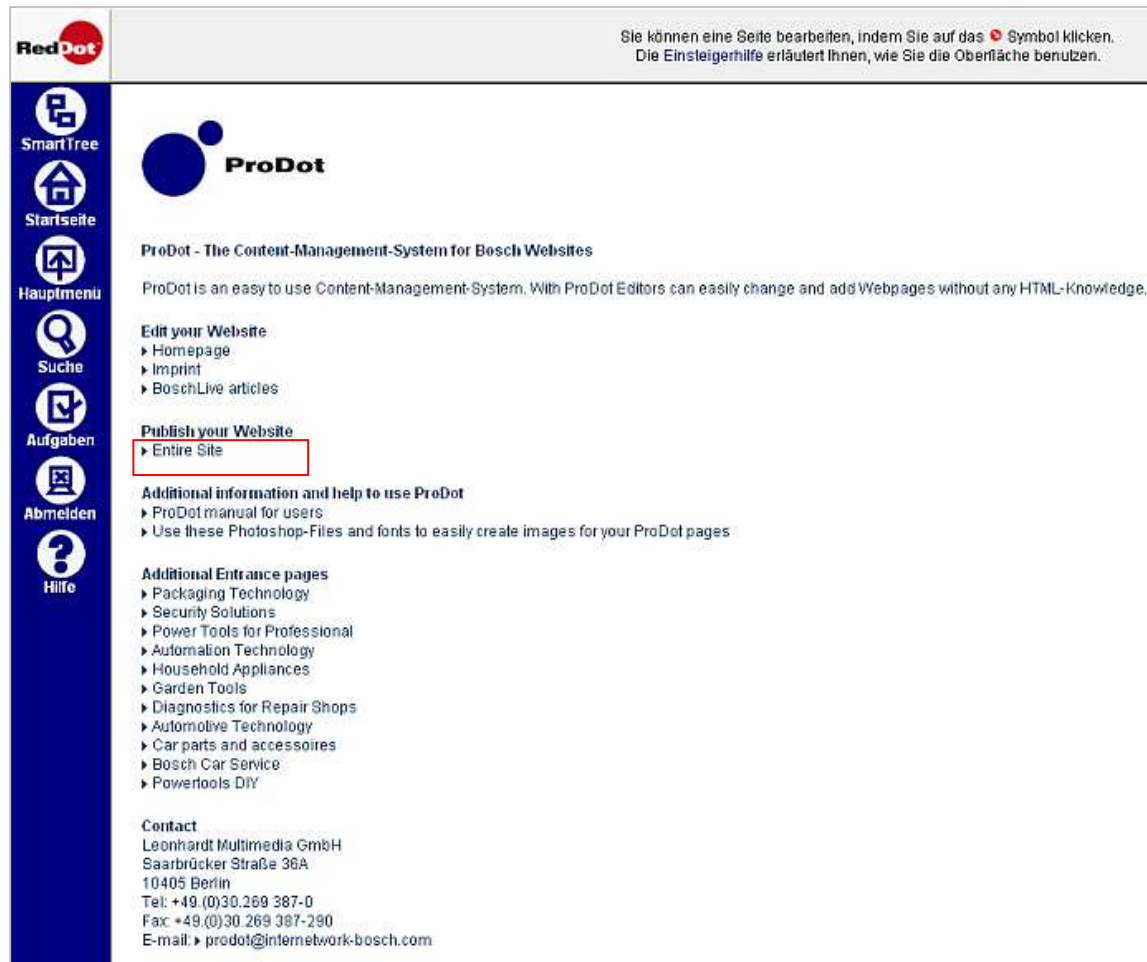 RedDot
Sie können eine Seite bearbeiten, indem Sie auf das Symbol klicken.
Die Einsteigerhilfe erläutert Ihnen, wie Sie die Oberfläche benutzen.
SmartTree
Startseite
Hauptmenü
Suche
Aufgaben
Abmelden
Hilfe
ProDot
ProDot - The Content-Management-System for Bosch Websites
ProDot is an easy to use Content-Management-System. With ProDot Editors can easily change and add Webpages without any HTML-Knowledge.
Edit your Website
Homepage
Imprint
BoschLive articles
Publish your Website
Entire Site
Additional information and help to use ProDot
ProDot manual for users
Use these Photoshop-Files and fonts to easily create images for your ProDot pages
Additional Entrance pages
Packaging Technology
Security Solutions
Power Tools for Professional
Automation Technology
Household Appliances
Garden Tools
Diagnostics for Repair Shops
Automotive Technology
Car parts and accessoires
Bosch Car Service
Powertools DIY
Contact
Leonhardt Multimedia GmbH
Saarbrücker Straße 36A
10405 Berlin
Tel: +49.(0)30.269 387-0
Fax: +49.(0)30.269 387-290
E-mail: prodot@internetwork-bosch.com